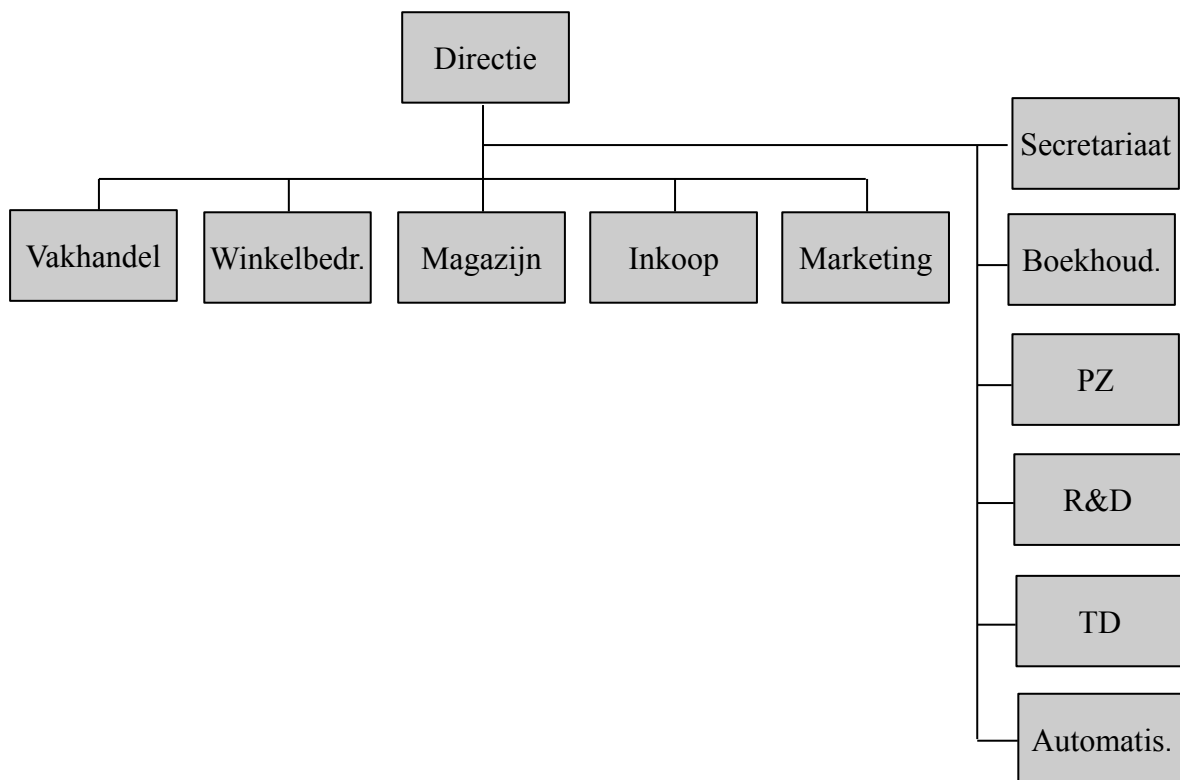 Directie
Secretariaat
Vakhandel
Winkelbedr.
Magazijn
Inkoop
Marketing
Boekhoud.
PZ
R&D
TD
Automatis.